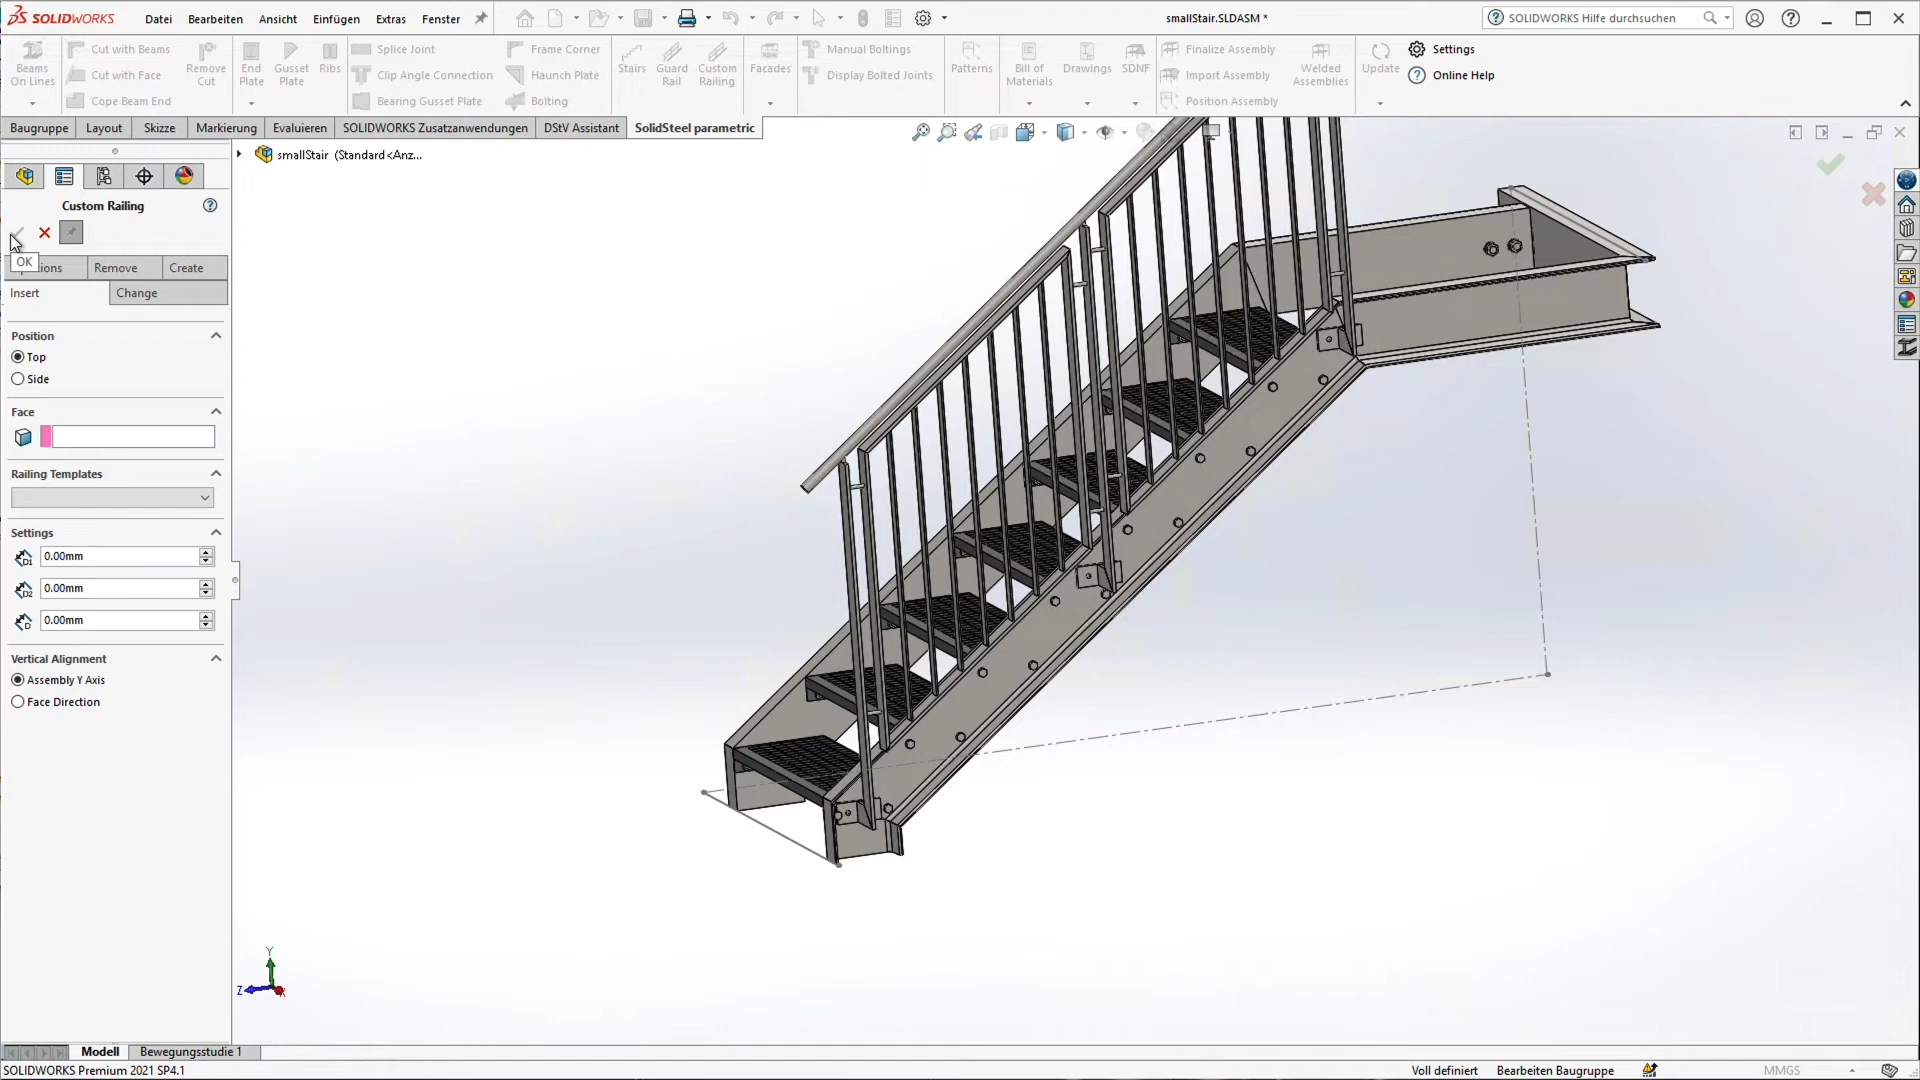 SOLIDWORKS
Datei Bearbeiten Ansicht Einfügen Extras Fenster
smallStair.SLDASM *
SOLIDWORKS Hilfe durchsuchen
Beams On Lines
Cut with Beams
Cut with Face
Cope Beam End
Remove Cut
End Plate
Gusset Plate
Ribs
Splice Joint
Clip Angle Connection
Bearing Gusset Plate
Frame Corner
Haunch Plate
Bolting
Stairs
Guard Rail
Custom Railing
Facades
Manual Boltings
Display Bolted Joints
Patterns
Bill of Materials
Drawings
SDNF
Finalize Assembly
Import Assembly
Position Assembly
Welded Assemblies
Update
Settings
Online Help
Baugruppe Layout Skizze Markierung Evaluieren SOLIDWORKS Zusatzanwendungen DStV Assistant SolidSteel parametric
smallStair (Standard<Anz...
Custom Railing
OK
ions Remove Create
Insert Change
Position
Top
Side
Face
Railing Templates
Settings
D1 0.00mm
D2 0.00mm
D 0.00mm
Vertical Alignment
Assembly Y Axis
Face Direction
Y
Z
X
Modell Bewegungsstudie 1
SOLIDWORKS Premium 2021 SP4.1
Voll definiert Bearbeiten Baugruppe MMGS